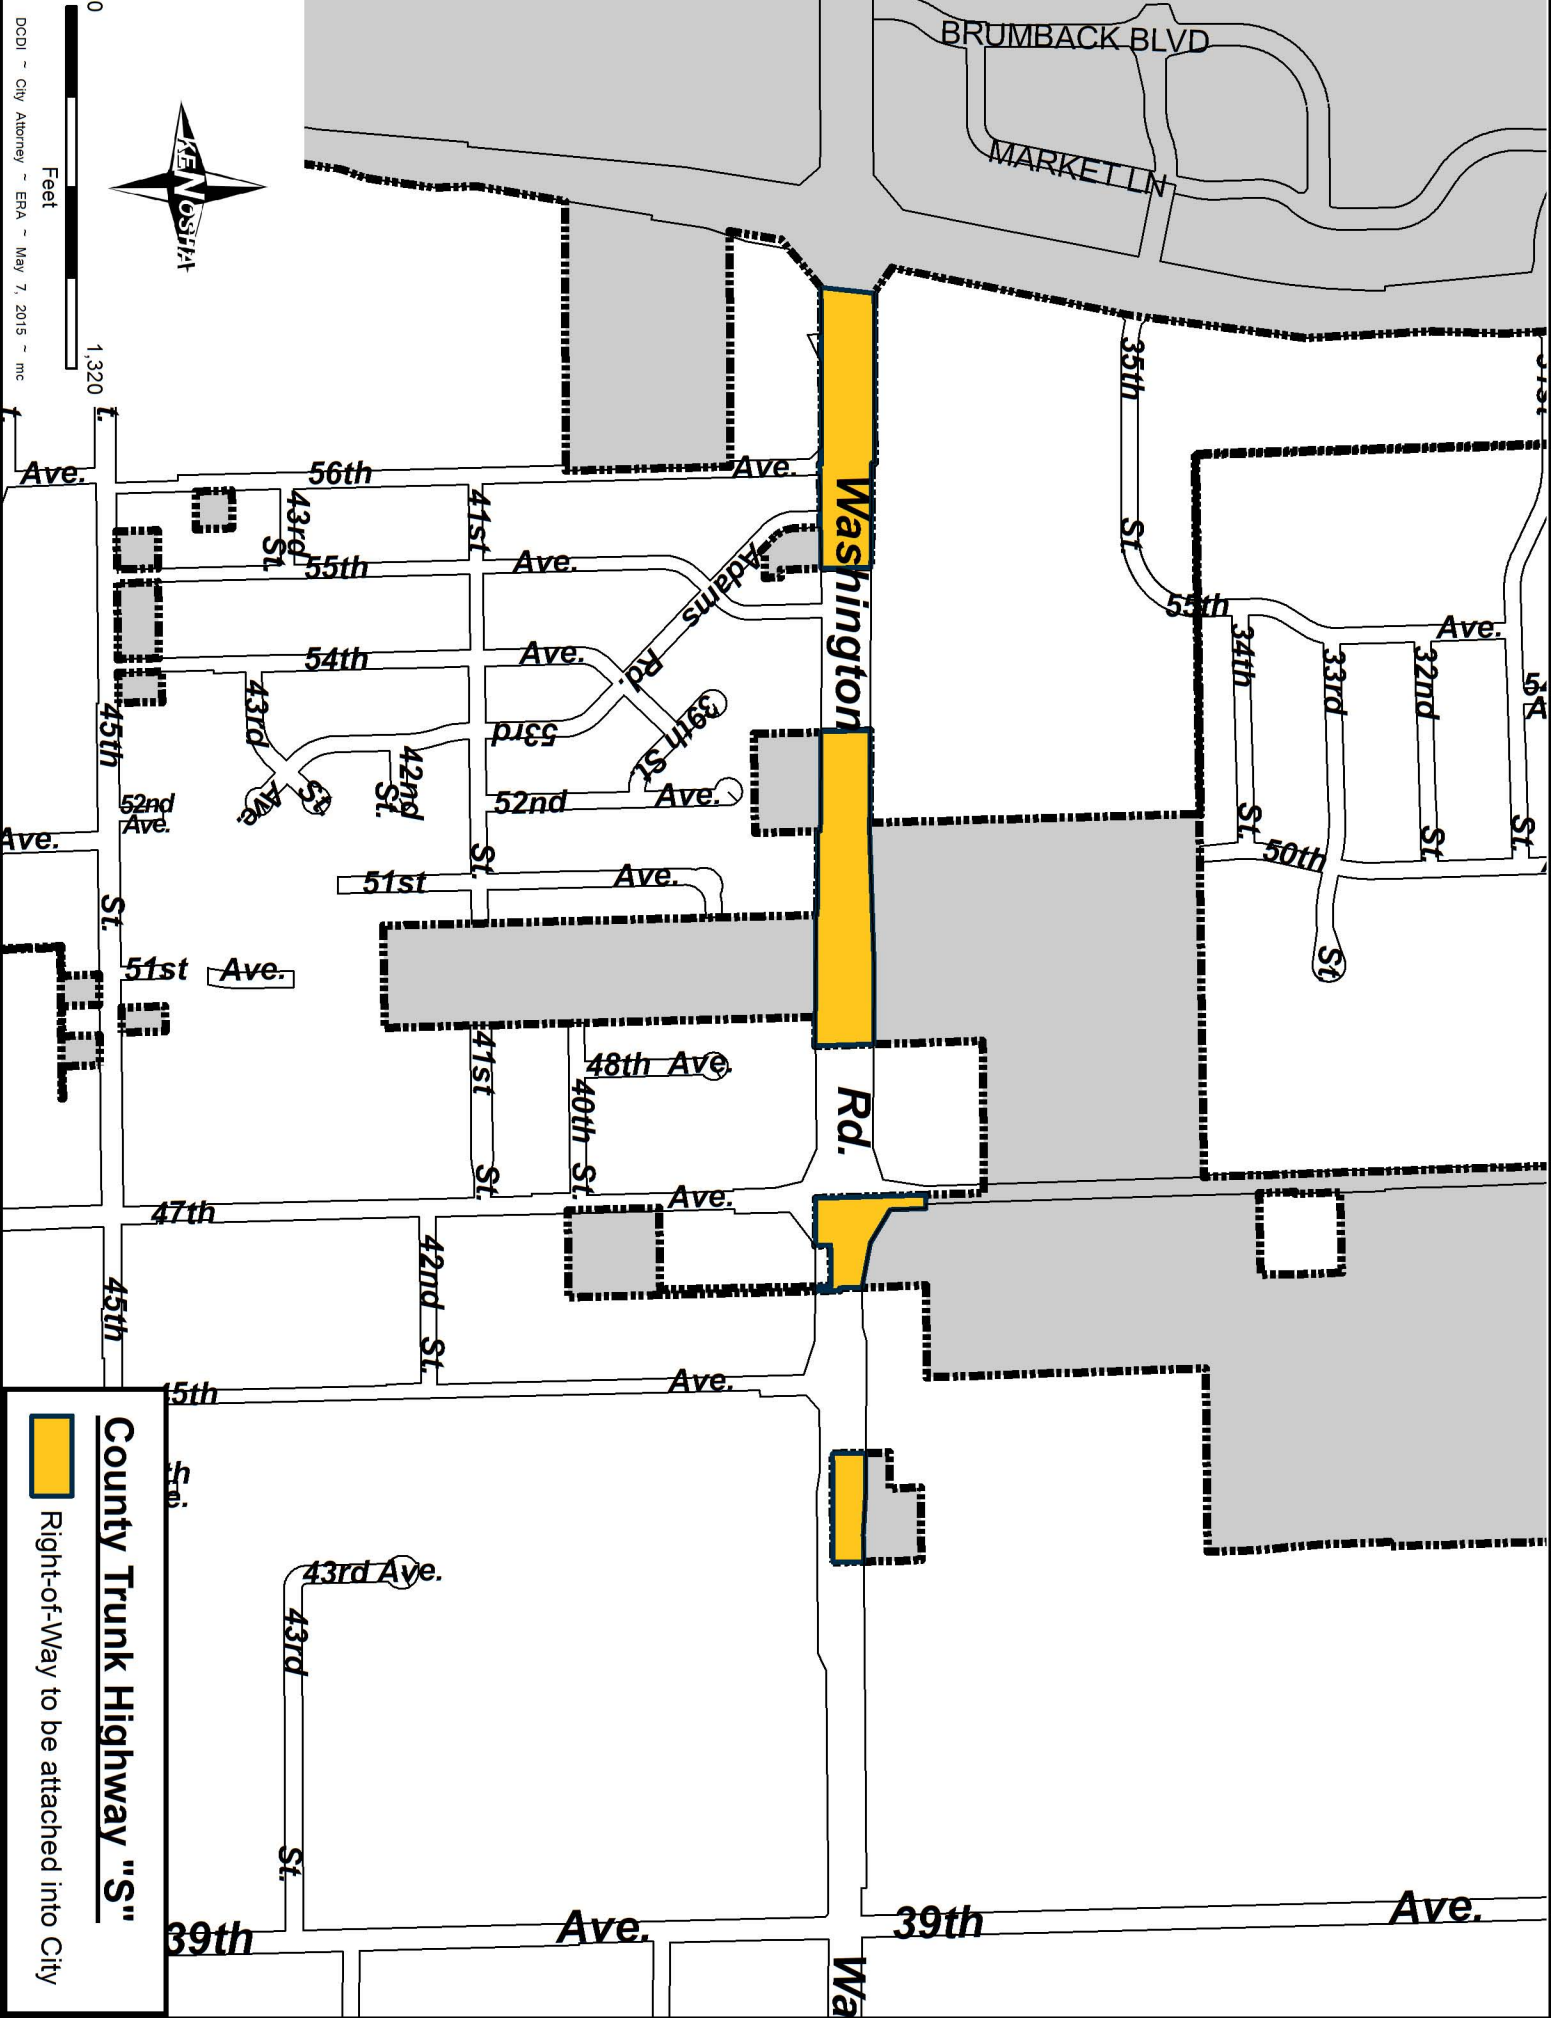 BRUMBACK BLVD
MARKET LN
KENOSHA
0
1,320
Feet
DCDI ~ City Attorney ~ ERA ~ May 7, 2015 ~ mc
35th
St.
31st
55th
Ave.
34th
St.
33rd
St
32nd
St.
St.
50th
Washington
Rd.
Wa
56th
Ave.
Ave.
43rd
St.
41st
St.
55th
Ave.
Adams
Rd.
54th
Ave.
39th St.
53rd
Ave.
43rd
St.
42nd
St.
52nd
Ave.
52nd
Ave.
51st
Ave.
51st
Ave.
45th
St.
Ave.
41st
St.
40th
St.
48th Ave.
47th
Ave.
42nd
St.
45th
45th
Ave.
43rd Ave.
43rd
St.
39th
Ave.
39th
Ave.
County Trunk Highway "S"
Right-of-Way to be attached into City